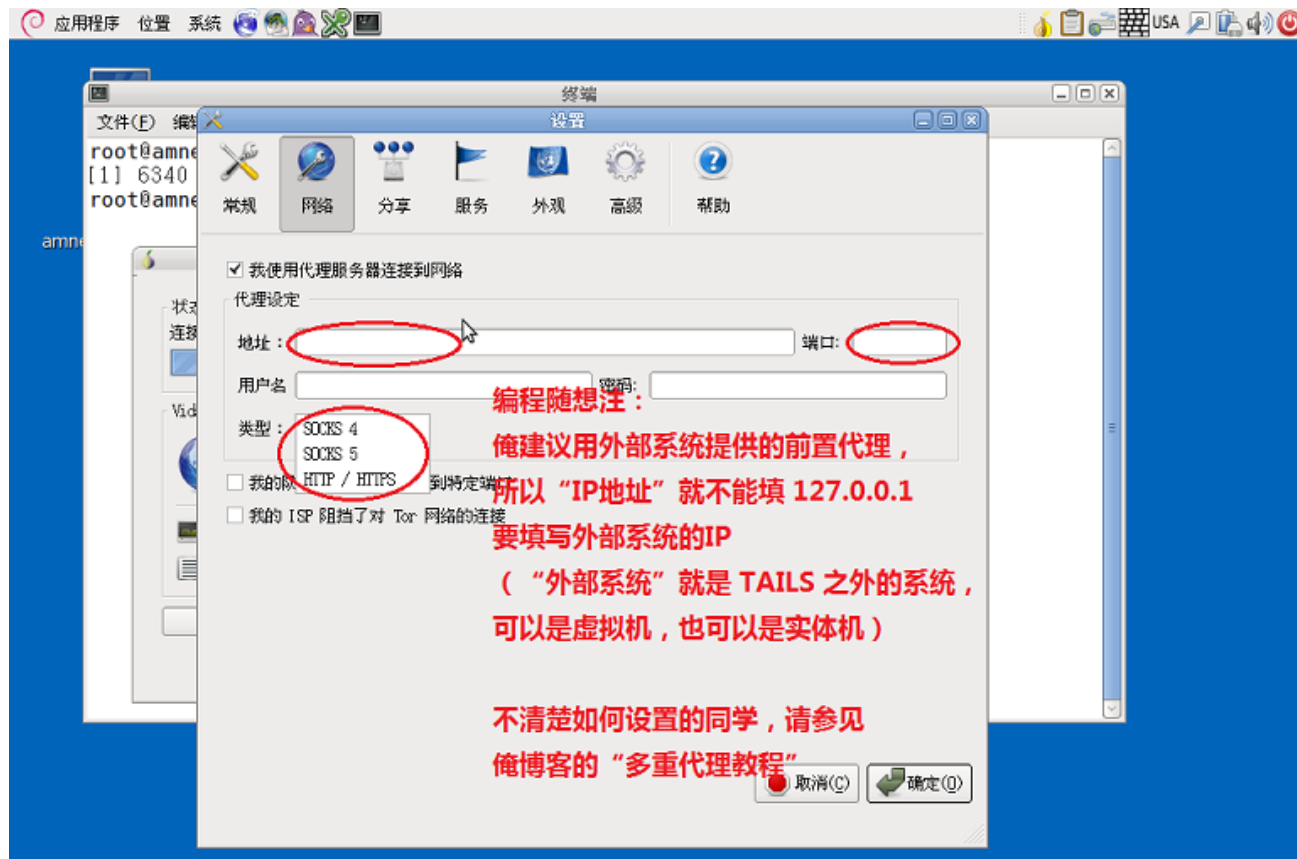 应用程序 位置 系统 USA
终端
文件(F) 编辑
设置
root@amne
[1] 6340
root@amne
常规 网络 分享 服务 外观 高级 帮助
amne
我使用代理服务器连接到网络
代理设定
状态
地址： 端口:
连接
用户名 密码:
Vid
类型： SOCKS 4
SOCKS 5
HTTP / HTTPS
我的防 到特定端口
我的 ISP 阻挡了对 Tor 网络的连接
编程随想注：
俺建议用外部系统提供的前置代理，
所以“IP地址”就不能填 127.0.0.1
要填写外部系统的IP
（“外部系统”就是 TAILS 之外的系统，
可以是虚拟机，也可以是实体机）
不清楚如何设置的同学，请参见
俺博客的“多重代理教程”
取消(C) 确定(O)